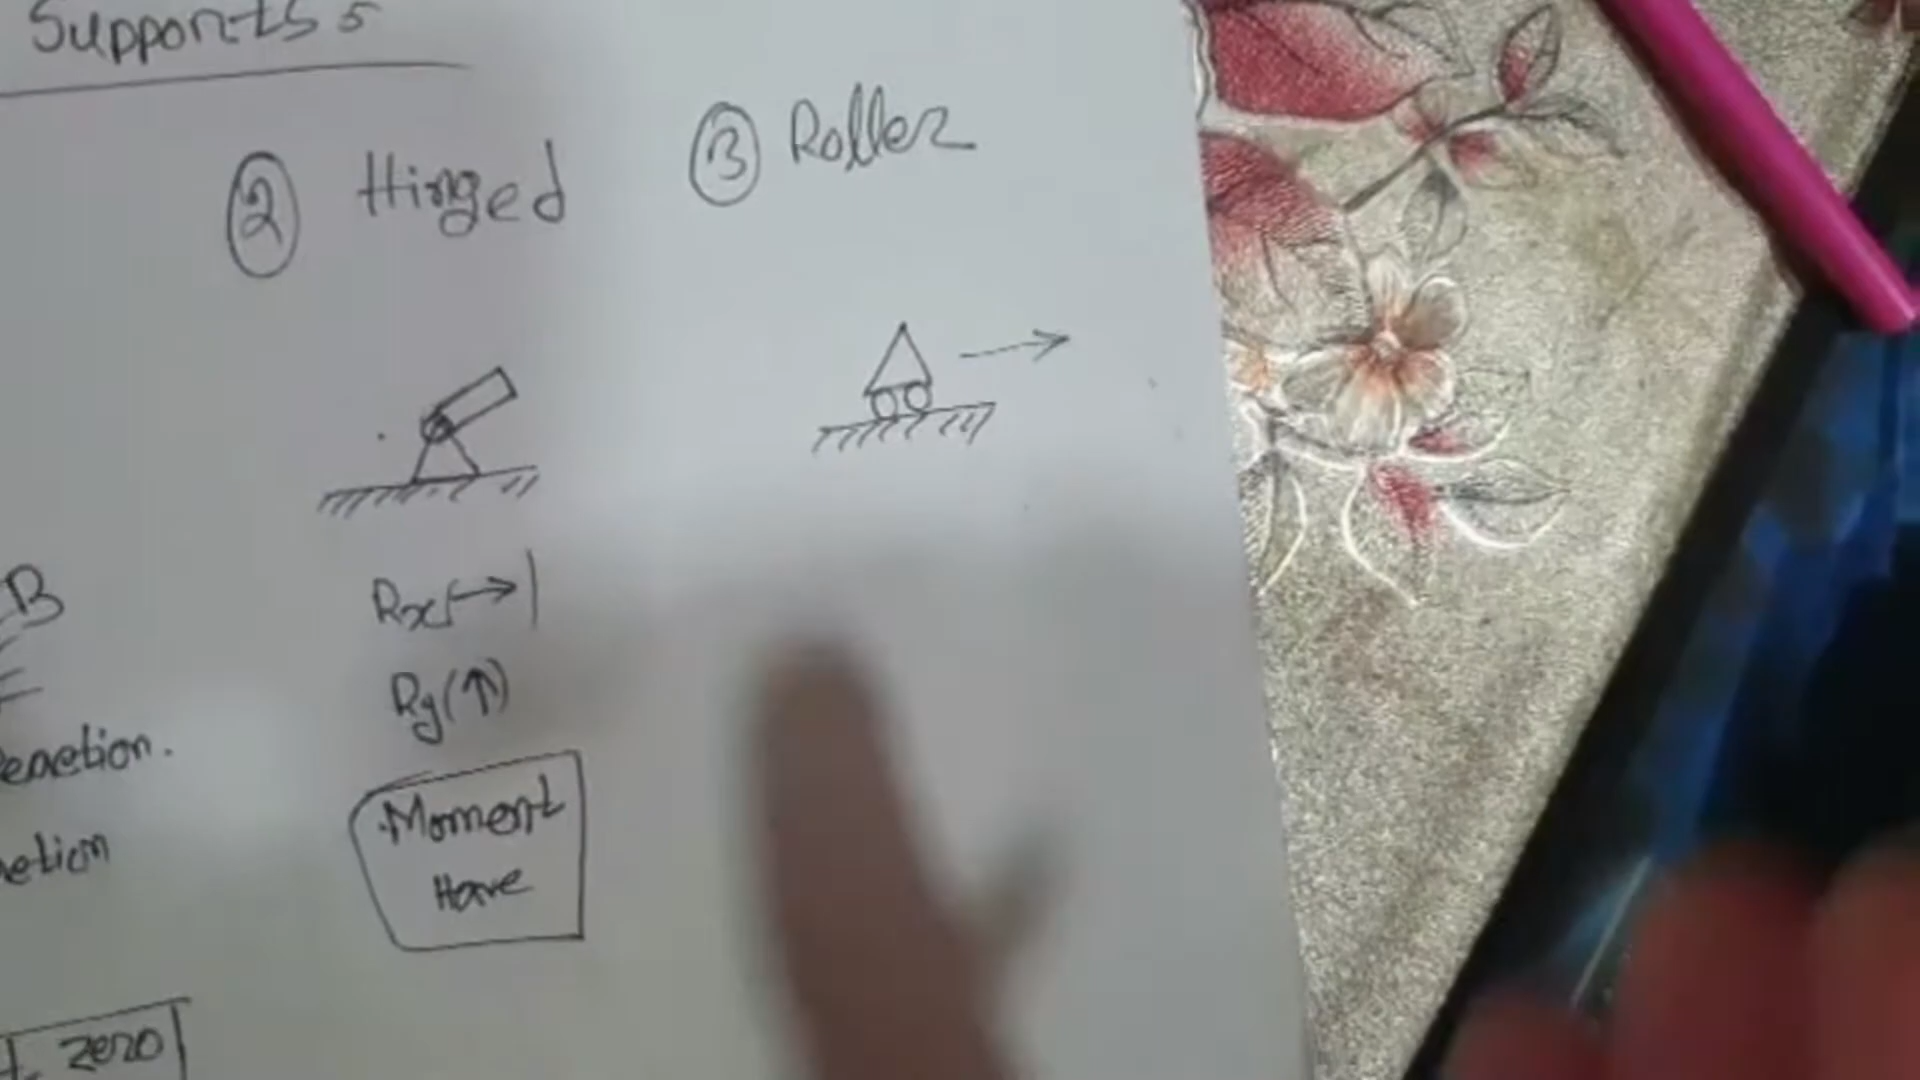 Supports
② Hinged
③ Roller
B
Rx(→)
Ry(↑)
Reaction.
Moment
Have
zero